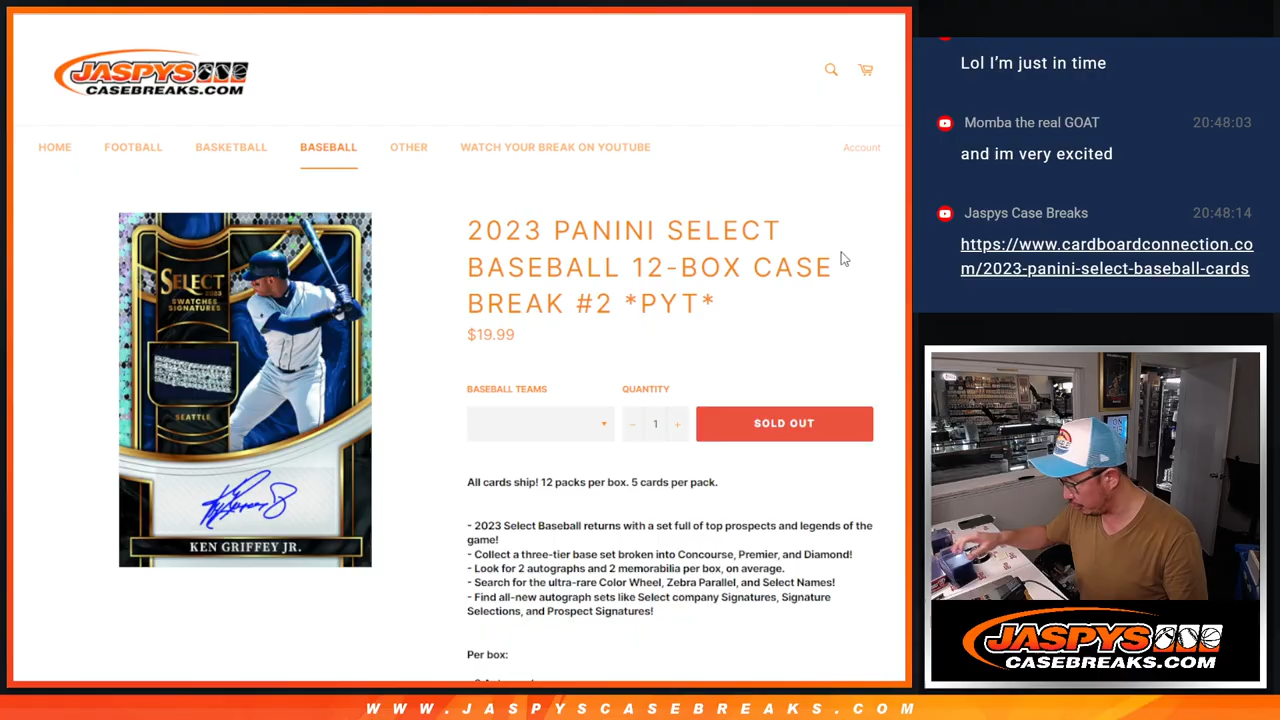 JASPYS
CASEBREAKS.COM
HOME
FOOTBALL
BASKETBALL
BASEBALL
OTHER
WATCH YOUR BREAK ON YOUTUBE
Account
SELECT
2023
SWATCHES
SIGNATURES
SEATTLE
KEN GRIFFEY JR.
2023 PANINI SELECT
BASEBALL 12-BOX CASE
BREAK #2 *PYT*
$19.99
BASEBALL TEAMS
QUANTITY
− 1 +
SOLD OUT
All cards ship! 12 packs per box. 5 cards per pack.
- 2023 Select Baseball returns with a set full of top prospects and legends of the
game!
- Collect a three-tier base set broken into Concourse, Premier, and Diamond!
- Look for 2 autographs and 2 memorabilia per box, on average.
- Search for the ultra-rare Color Wheel, Zebra Parallel, and Select Names!
- Find all-new autograph sets like Select company Signatures, Signature
Selections, and Prospect Signatures!
Per box:
Lol I'm just in time
Momba the real GOAT 20:48:03
and im very excited
Jaspys Case Breaks 20:48:14
https://www.cardboardconnection.co
m/2023-panini-select-baseball-cards
JASPYS
CASEBREAKS.COM
WWW.JASPYSCASEBREAKS.COM